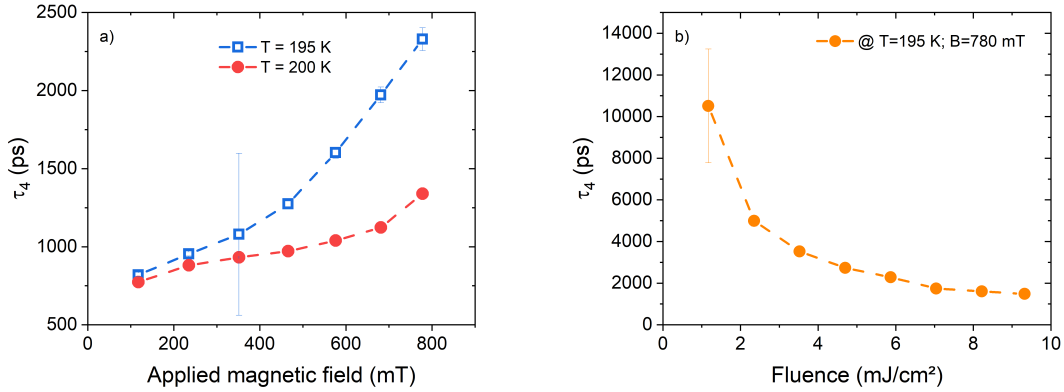 a)
T = 195 K
T = 200 K
2500
2000
1500
1000
500
τ4 (ps)
0
200
400
600
800
Applied magnetic field (mT)
b)
@ T=195 K; B=780 mT
14000
12000
10000
8000
6000
4000
2000
0
τ4 (ps)
0
2
4
6
8
10
Fluence (mJ/cm²)